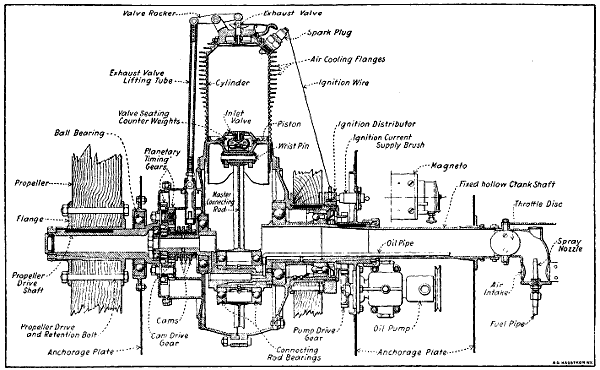 Valve Rocker
Exhaust Valve
Spark Plug
Air Cooling Flanges
Ignition Wire
Exhaust Valve
Lifting Tube
Cylinder
Valve Seating
Counter Weights
Inlet
Valve
Piston
Wrist Pin
Ignition Distributor
Ignition Current
Supply Brush
Magneto
Ball Bearing
Planetary
Timing
Gears
Propeller
Flange
Master
Connecting
Rod
Fixed hollow Crank Shaft
Throttle Disc
Oil Pipe
Spray
Nozzle
Propeller
Drive
Shaft
Air
Intake
Fuel Pipe
Cams
Cam Drive
Gear
Propeller Drive
and Retention Bolt
Anchorage Plate
Connecting
Rod Bearings
Pump Drive
Gear
Oil Pump
Anchorage Plate